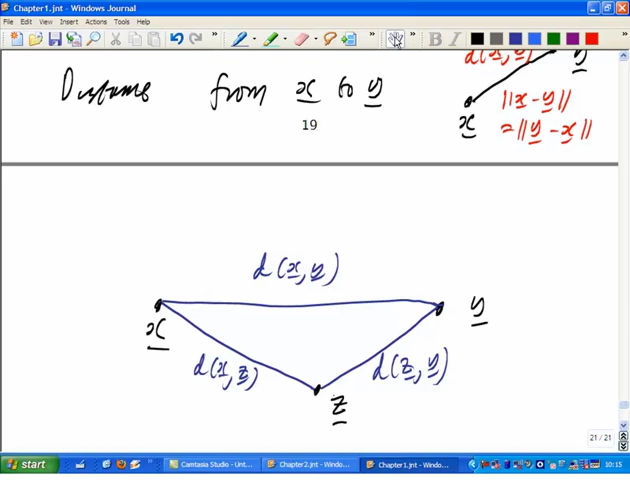 Chapter1.jnt - Windows Journal
File Edit View Insert Actions Tools Help
B I
d(x, y)
y
Distance from x to y
||x - y||
x
= ||y - x||
19
d(x, y)
x
y
d(x, z)
d(z, y)
z
21 / 21
start
Camtasia Studio - Unt...
Chapter2.jnt - Windo...
Chapter1.jnt - Windo...
10:15